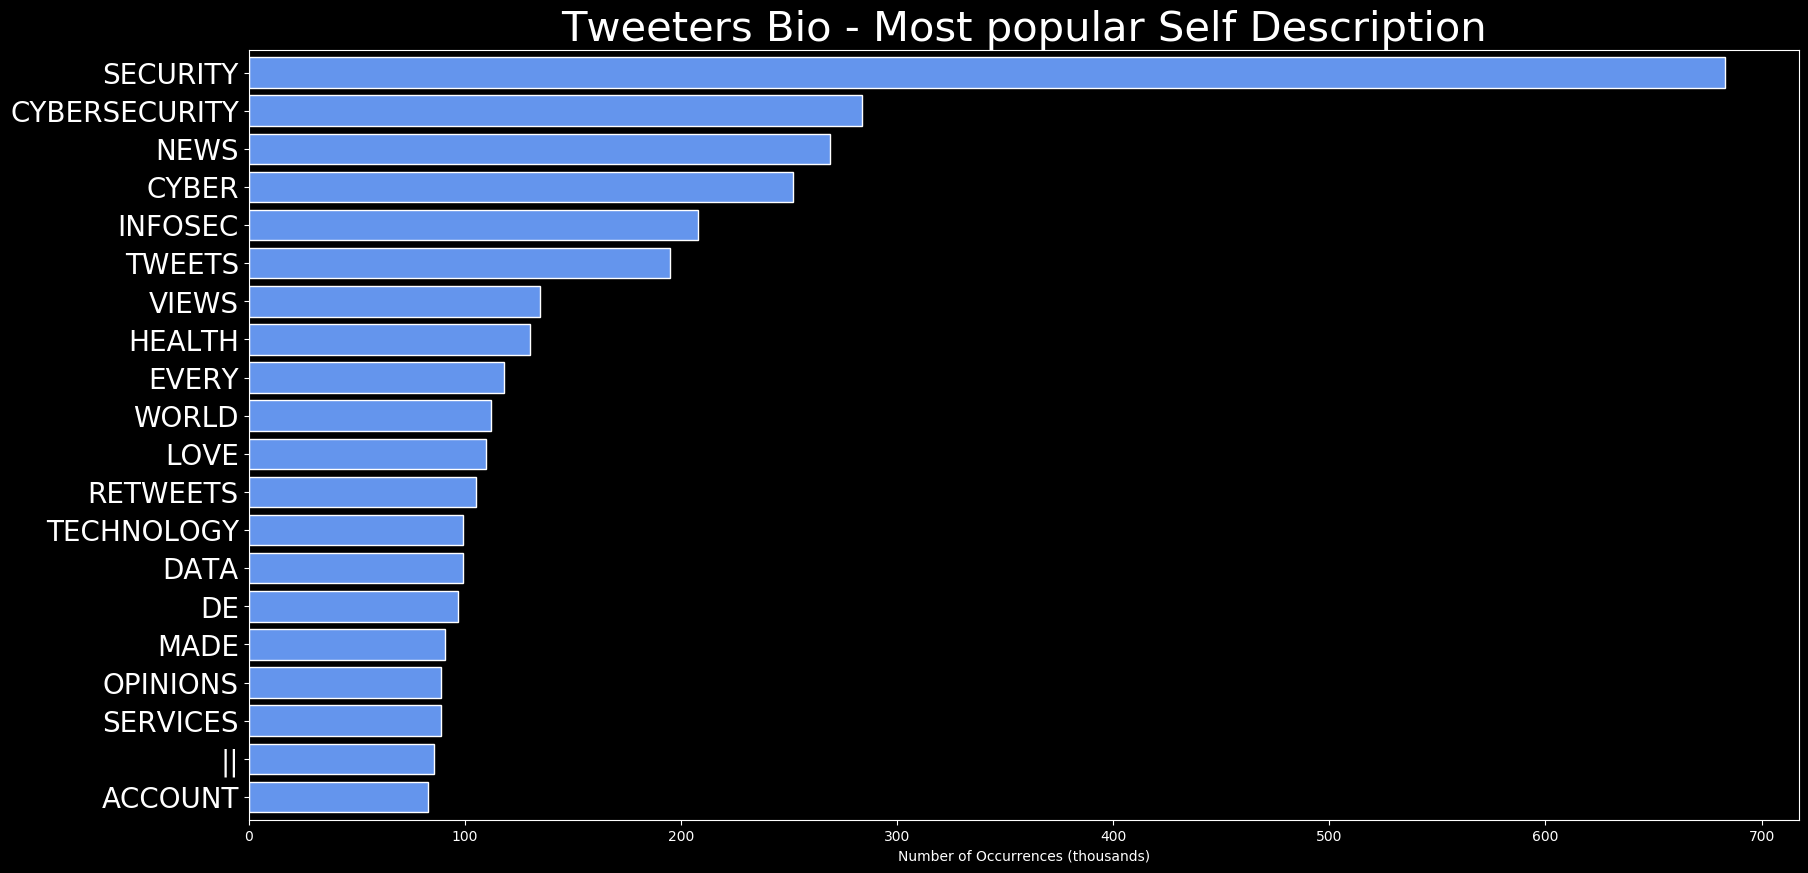 Tweeters Bio - Most popular Self Description
SECURITY
CYBERSECURITY
NEWS
CYBER
INFOSEC
TWEETS
VIEWS
HEALTH
EVERY
WORLD
LOVE
RETWEETS
TECHNOLOGY
DATA
DE
MADE
OPINIONS
SERVICES
||
ACCOUNT
0 100 200 300 400 500 600 700
Number of Occurrences (thousands)